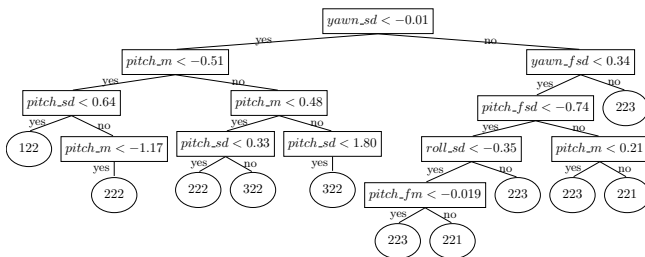 yawn_sd < −0.01
yes
no
pitch_m < −0.51
yawn_fsd < 0.34
yes
no
yes
no
pitch_sd < 0.64
pitch_m < 0.48
pitch_fsd < −0.74
223
yes
no
yes
no
yes
no
122
pitch_m < −1.17
pitch_sd < 0.33
pitch_sd < 1.80
roll_sd < −0.35
pitch_m < 0.21
yes
yes
no
yes
yes
no
yes
no
222
222
322
322
pitch_fm < −0.019
223
223
221
yes
no
223
221